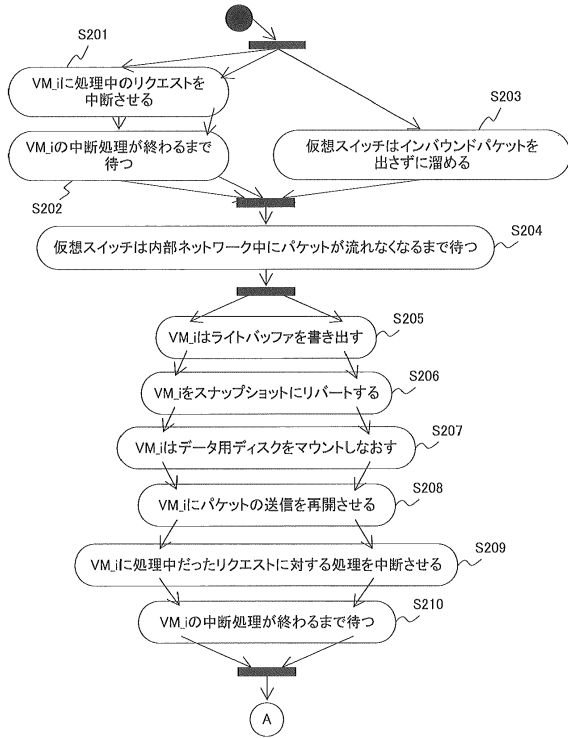 S201
VM_iに処理中のリクエストを
中断させる
S203
VM_iの中断処理が終わるまで
待つ
仮想スイッチはインバウンドパケットを
出さずに溜める
S202
仮想スイッチは内部ネットワーク中にパケットが流れなくなるまで待つ
S204
VM_iはライトバッファを書き出す
S205
VM_iをスナップショットにリバートする
S206
VM_iはデータ用ディスクをマウントしなおす
S207
VM_iにパケットの送信を再開させる
S208
VM_iに処理中だったリクエストに対する処理を中断させる
S209
VM_iの中断処理が終わるまで待つ
S210
A